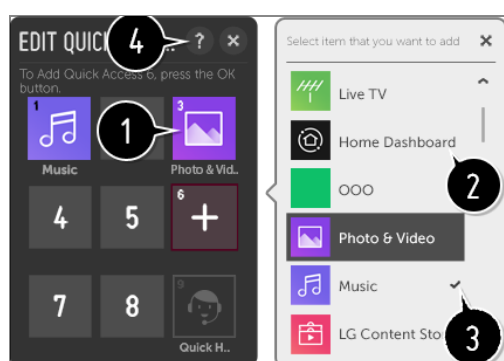 EDIT QUIC
4
..
?
To Add Quick Access 6, press the OK
button.
1
3
1
Music
Photo & Vid..
4
5
6
7
8
9
Quick H..
Select item that you want to add
Live TV
Home Dashboard
2
OOO
Photo & Video
Music
3
LG Content Sto